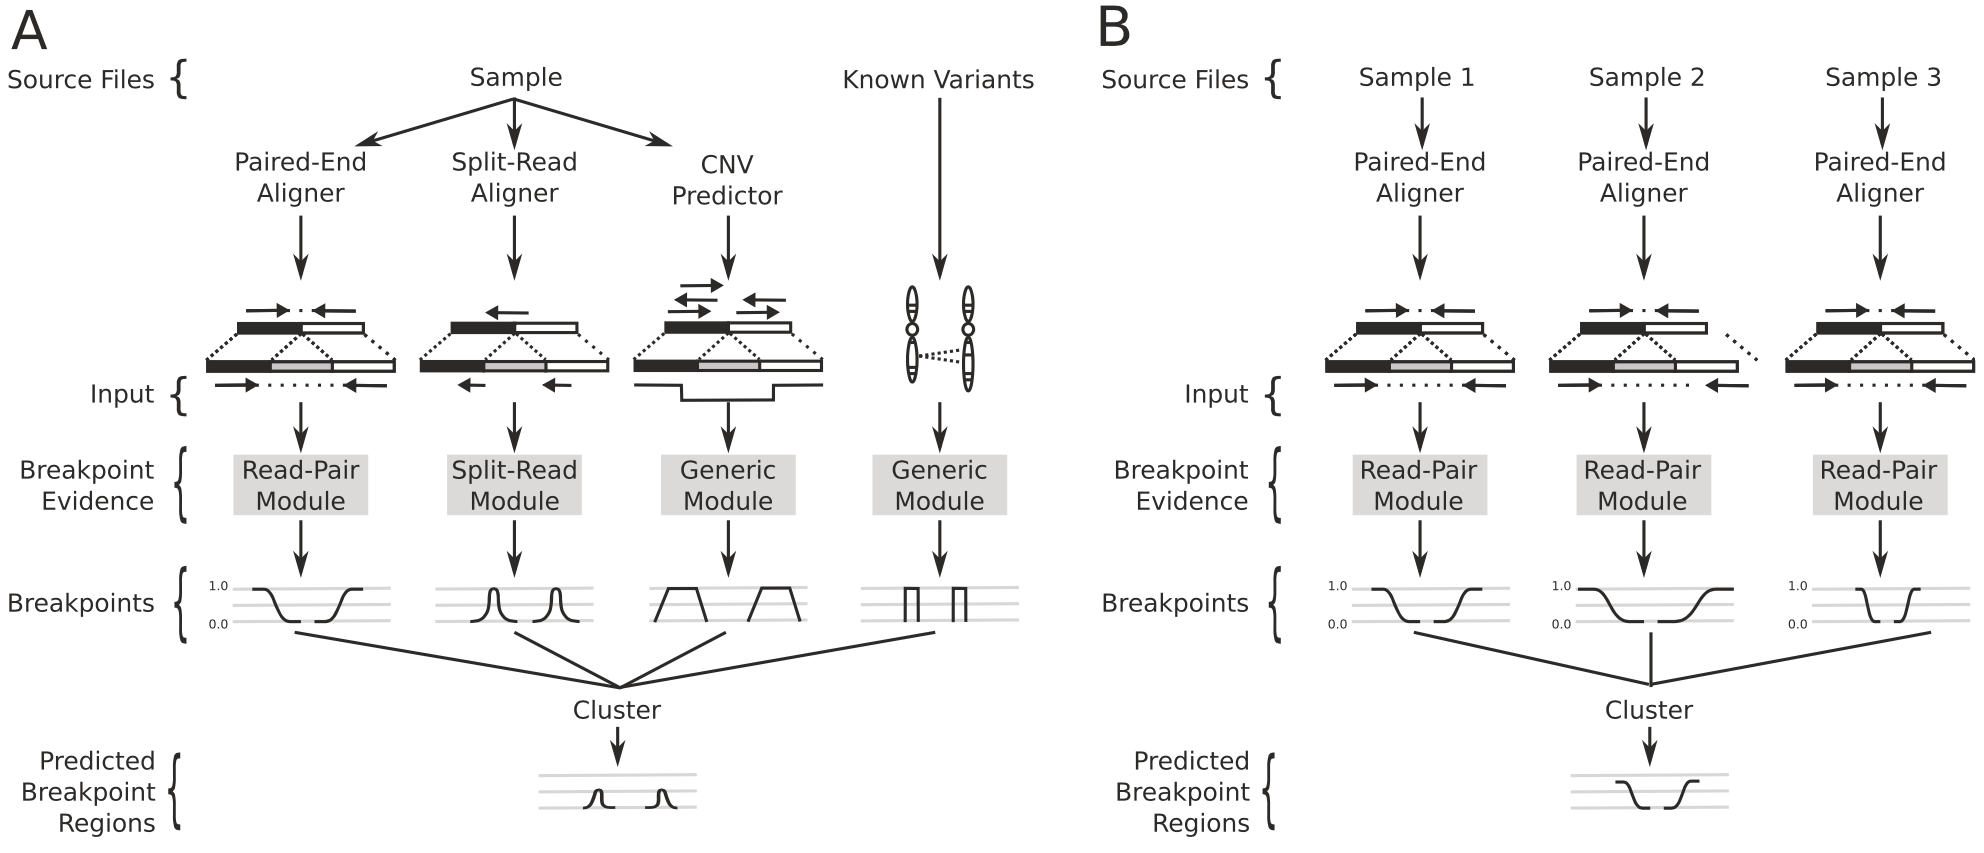 A
Source Files
Sample
Known Variants
Paired-End
Aligner
Split-Read
Aligner
CNV
Predictor
Input
Breakpoint
Evidence
Read-Pair
Module
Split-Read
Module
Generic
Module
Generic
Module
Breakpoints
1.0
0.0
Cluster
Predicted
Breakpoint
Regions
B
Source Files
Sample 1
Sample 2
Sample 3
Paired-End
Aligner
Paired-End
Aligner
Paired-End
Aligner
Input
Breakpoint
Evidence
Read-Pair
Module
Read-Pair
Module
Read-Pair
Module
Breakpoints
1.0
0.0
1.0
0.0
1.0
0.0
Cluster
Predicted
Breakpoint
Regions